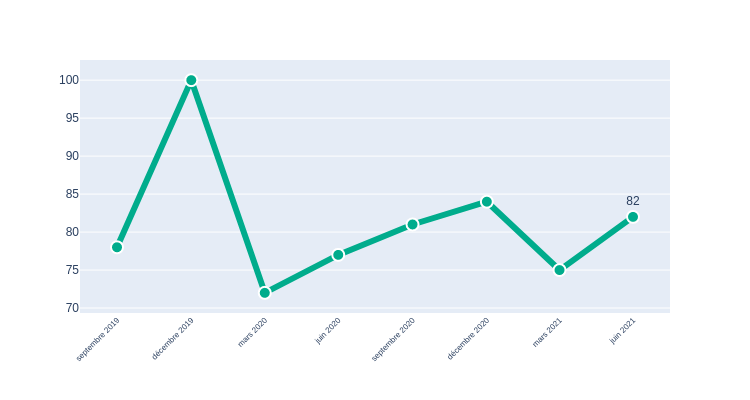 100
95
90
85
80
75
70
82
septembre 2019
décembre 2019
mars 2020
juin 2020
septembre 2020
décembre 2020
mars 2021
juin 2021